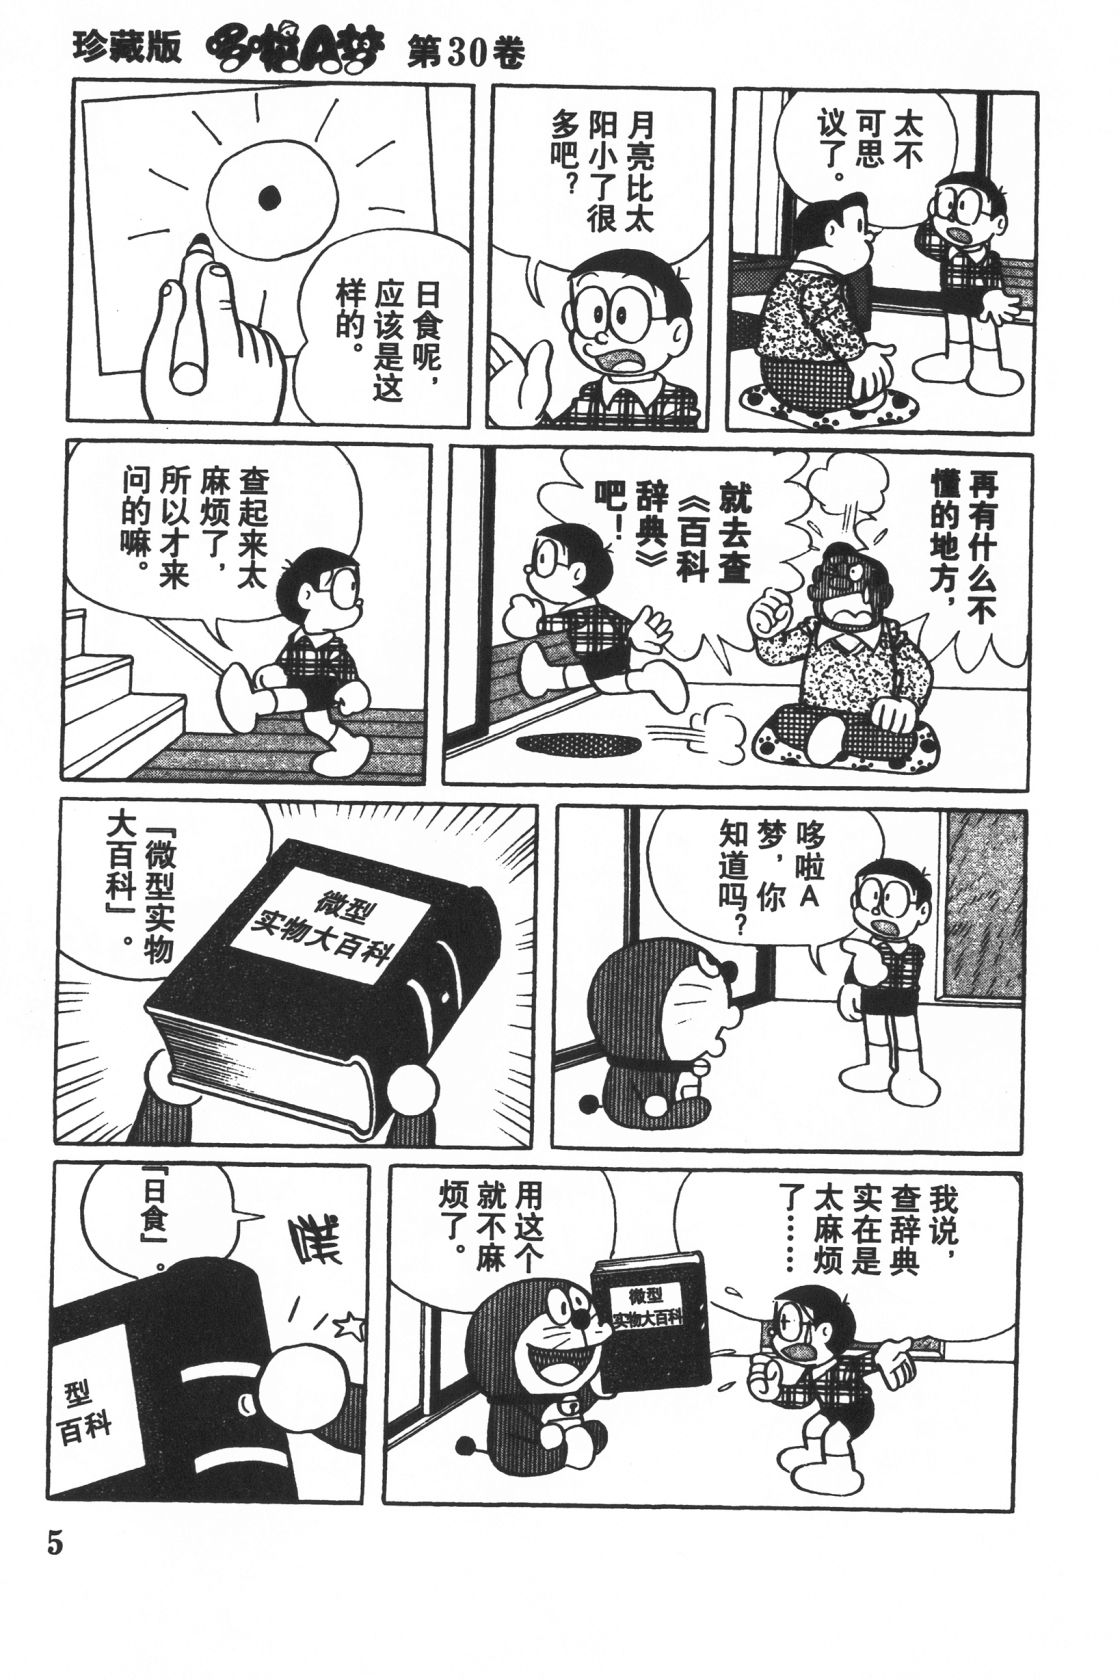 珍藏版 哆啦A梦 第30卷
太不
可思
议了。
月亮比太
阳小了很
多吧？
日食呢，
应该是这
样的。
再有什么不
懂的地方，
就去查
《百科
辞典》
吧！
查起来太
麻烦了，
所以才来
问的嘛。
哆啦A
梦，你
知道吗？
『微型实物
大百科』。
微型
实物大百科
我说，
查辞典
实在是
太麻烦
了……
用这个
就不麻
烦了。
微型
实物大百科
『日食』。
噗
型
百科
5